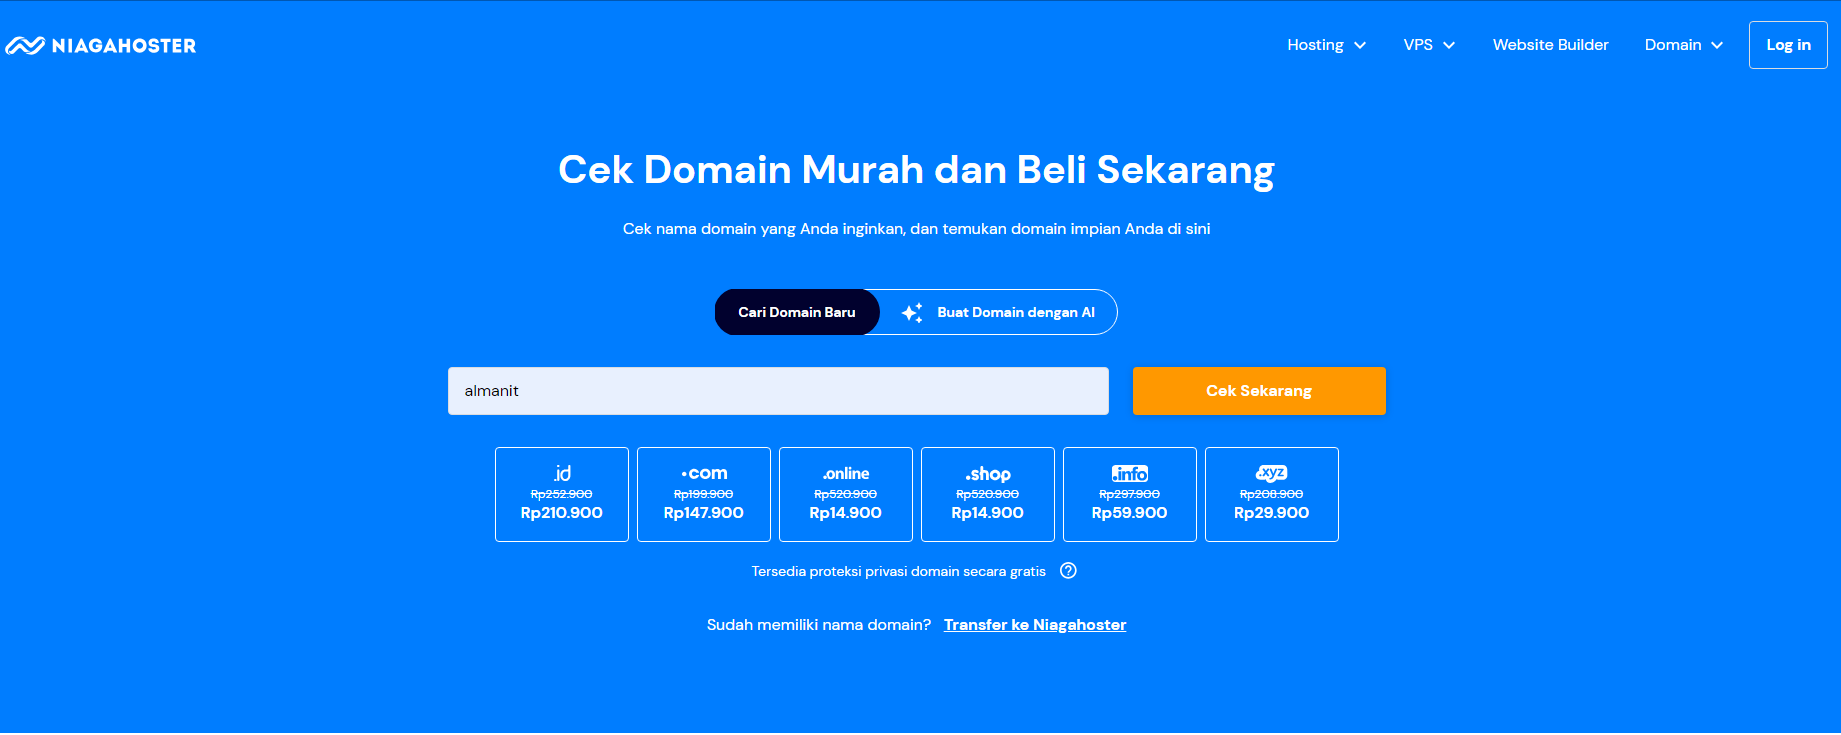 NIAGAHOSTER Hosting VPS Website Builder Domain Log in
Cek Domain Murah dan Beli Sekarang
Cek nama domain yang Anda inginkan, dan temukan domain impian Anda di sini
Cari Domain Baru Buat Domain dengan AI
almanit Cek Sekarang
.id .com .online .shop .info .xyz
Rp252.900 Rp199.900 Rp520.900 Rp520.900 Rp297.900 Rp208.900
Rp210.900 Rp147.900 Rp14.900 Rp14.900 Rp59.900 Rp29.900
Tersedia proteksi privasi domain secara gratis ?
Sudah memiliki nama domain? Transfer ke Niagahoster